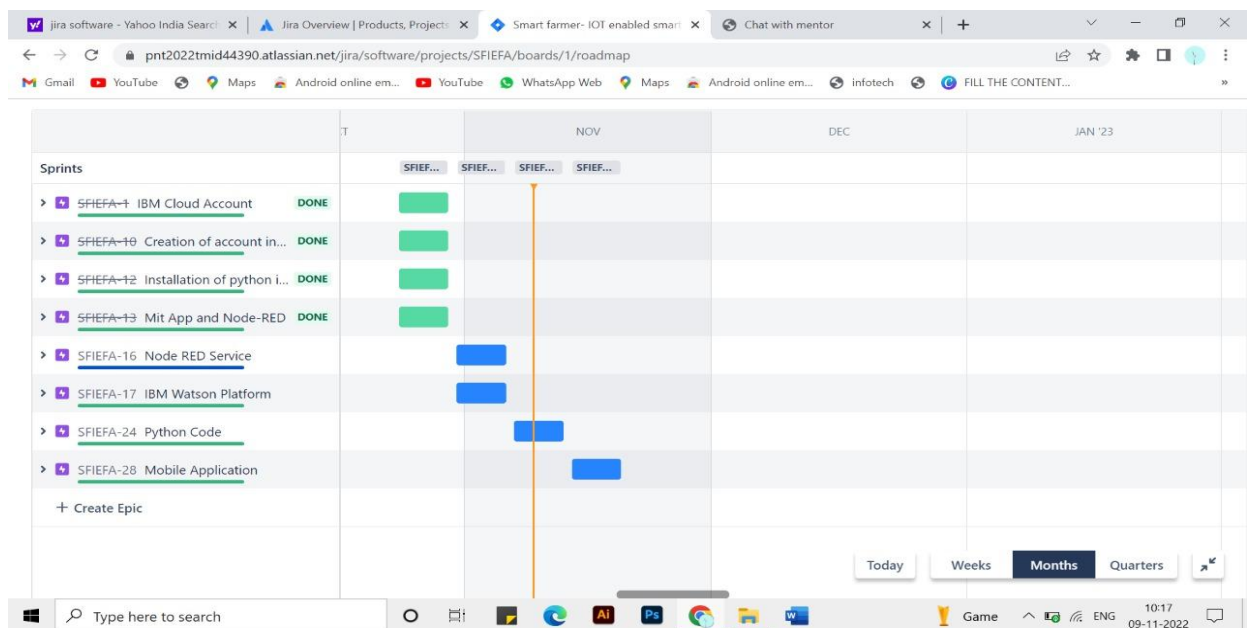 jira software - Yahoo India Search
Jira Overview | Products, Projects
Smart farmer- IOT enabled smart
Chat with mentor
pnt2022tmid44390.atlassian.net/jira/software/projects/SFIEFA/boards/1/roadmap
Gmail YouTube Maps Android online em... YouTube WhatsApp Web Maps Android online em... infotech FILL THE CONTENT... »
NOV DEC JAN '23
Sprints SFIEF... SFIEF... SFIEF... SFIEF...
SFIEFA-1 IBM Cloud Account DONE
SFIEFA-10 Creation of account in... DONE
SFIEFA-12 Installation of python i... DONE
SFIEFA-13 Mit App and Node-RED DONE
SFIEFA-16 Node RED Service
SFIEFA-17 IBM Watson Platform
SFIEFA-24 Python Code
SFIEFA-28 Mobile Application
+ Create Epic
Today Weeks Months Quarters
Type here to search Ai Ps W Game ENG 10:17
09-11-2022